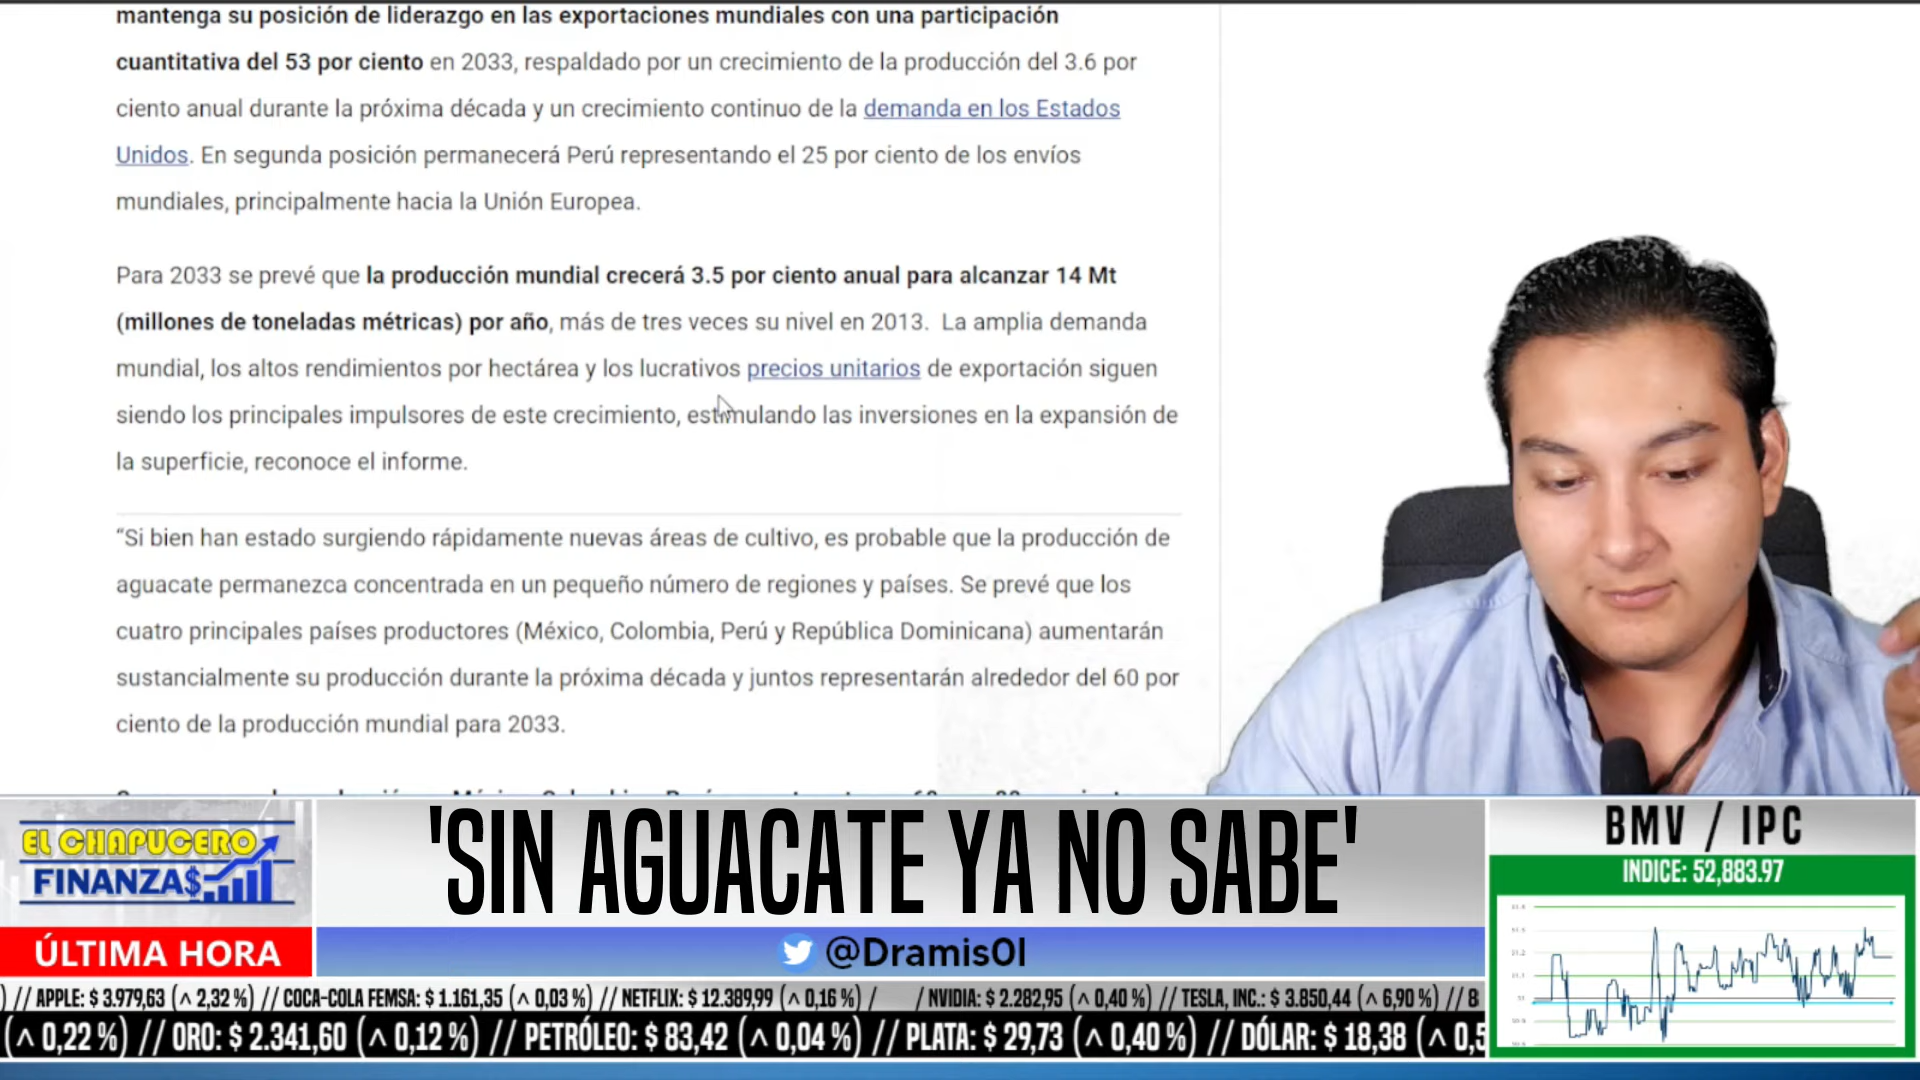 mantenga su posición de liderazgo en las exportaciones mundiales con una participación
cuantitativa del 53 por ciento en 2033, respaldado por un crecimiento de la producción del 3.6 por
ciento anual durante la próxima década y un crecimiento continuo de la demanda en los Estados
Unidos. En segunda posición permanecerá Perú representando el 25 por ciento de los envíos
mundiales, principalmente hacia la Unión Europea.
Para 2033 se prevé que la producción mundial crecerá 3.5 por ciento anual para alcanzar 14 Mt
(millones de toneladas métricas) por año, más de tres veces su nivel en 2013. La amplia demanda
mundial, los altos rendimientos por hectárea y los lucrativos precios unitarios de exportación siguen
siendo los principales impulsores de este crecimiento, estimulando las inversiones en la expansión de
la superficie, reconoce el informe.
“Si bien han estado surgiendo rápidamente nuevas áreas de cultivo, es probable que la producción de
aguacate permanezca concentrada en un pequeño número de regiones y países. Se prevé que los
cuatro principales países productores (México, Colombia, Perú y República Dominicana) aumentarán
sustancialmente su producción durante la próxima década y juntos representarán alrededor del 60 por
ciento de la producción mundial para 2033.
EL CHAPUCERO
FINANZA$
'SIN AGUACATE YA NO SABE'
BMV / IPC
INDICE: 52,883.97
ÚLTIMA HORA
@Dramis0l
) // APPLE: $ 3.979,63 (^ 2,32 %) // COCA-COLA FEMSA: $ 1.161,35 (^ 0,03 %) // NETFLIX: $ 12.389,99 (^ 0,16 %) / / NVIDIA: $ 2.282,95 (^ 0,40 %) // TESLA, INC.: $ 3.850,44 (^ 6,90 %) //
(^ 0,22 %) // ORO: $ 2.341,60 (^ 0,12 %) // PETRÓLEO: $ 83,42 (^ 0,04 %) // PLATA: $ 29,73 (^ 0,40 %) // DÓLAR: $ 18,38 (^